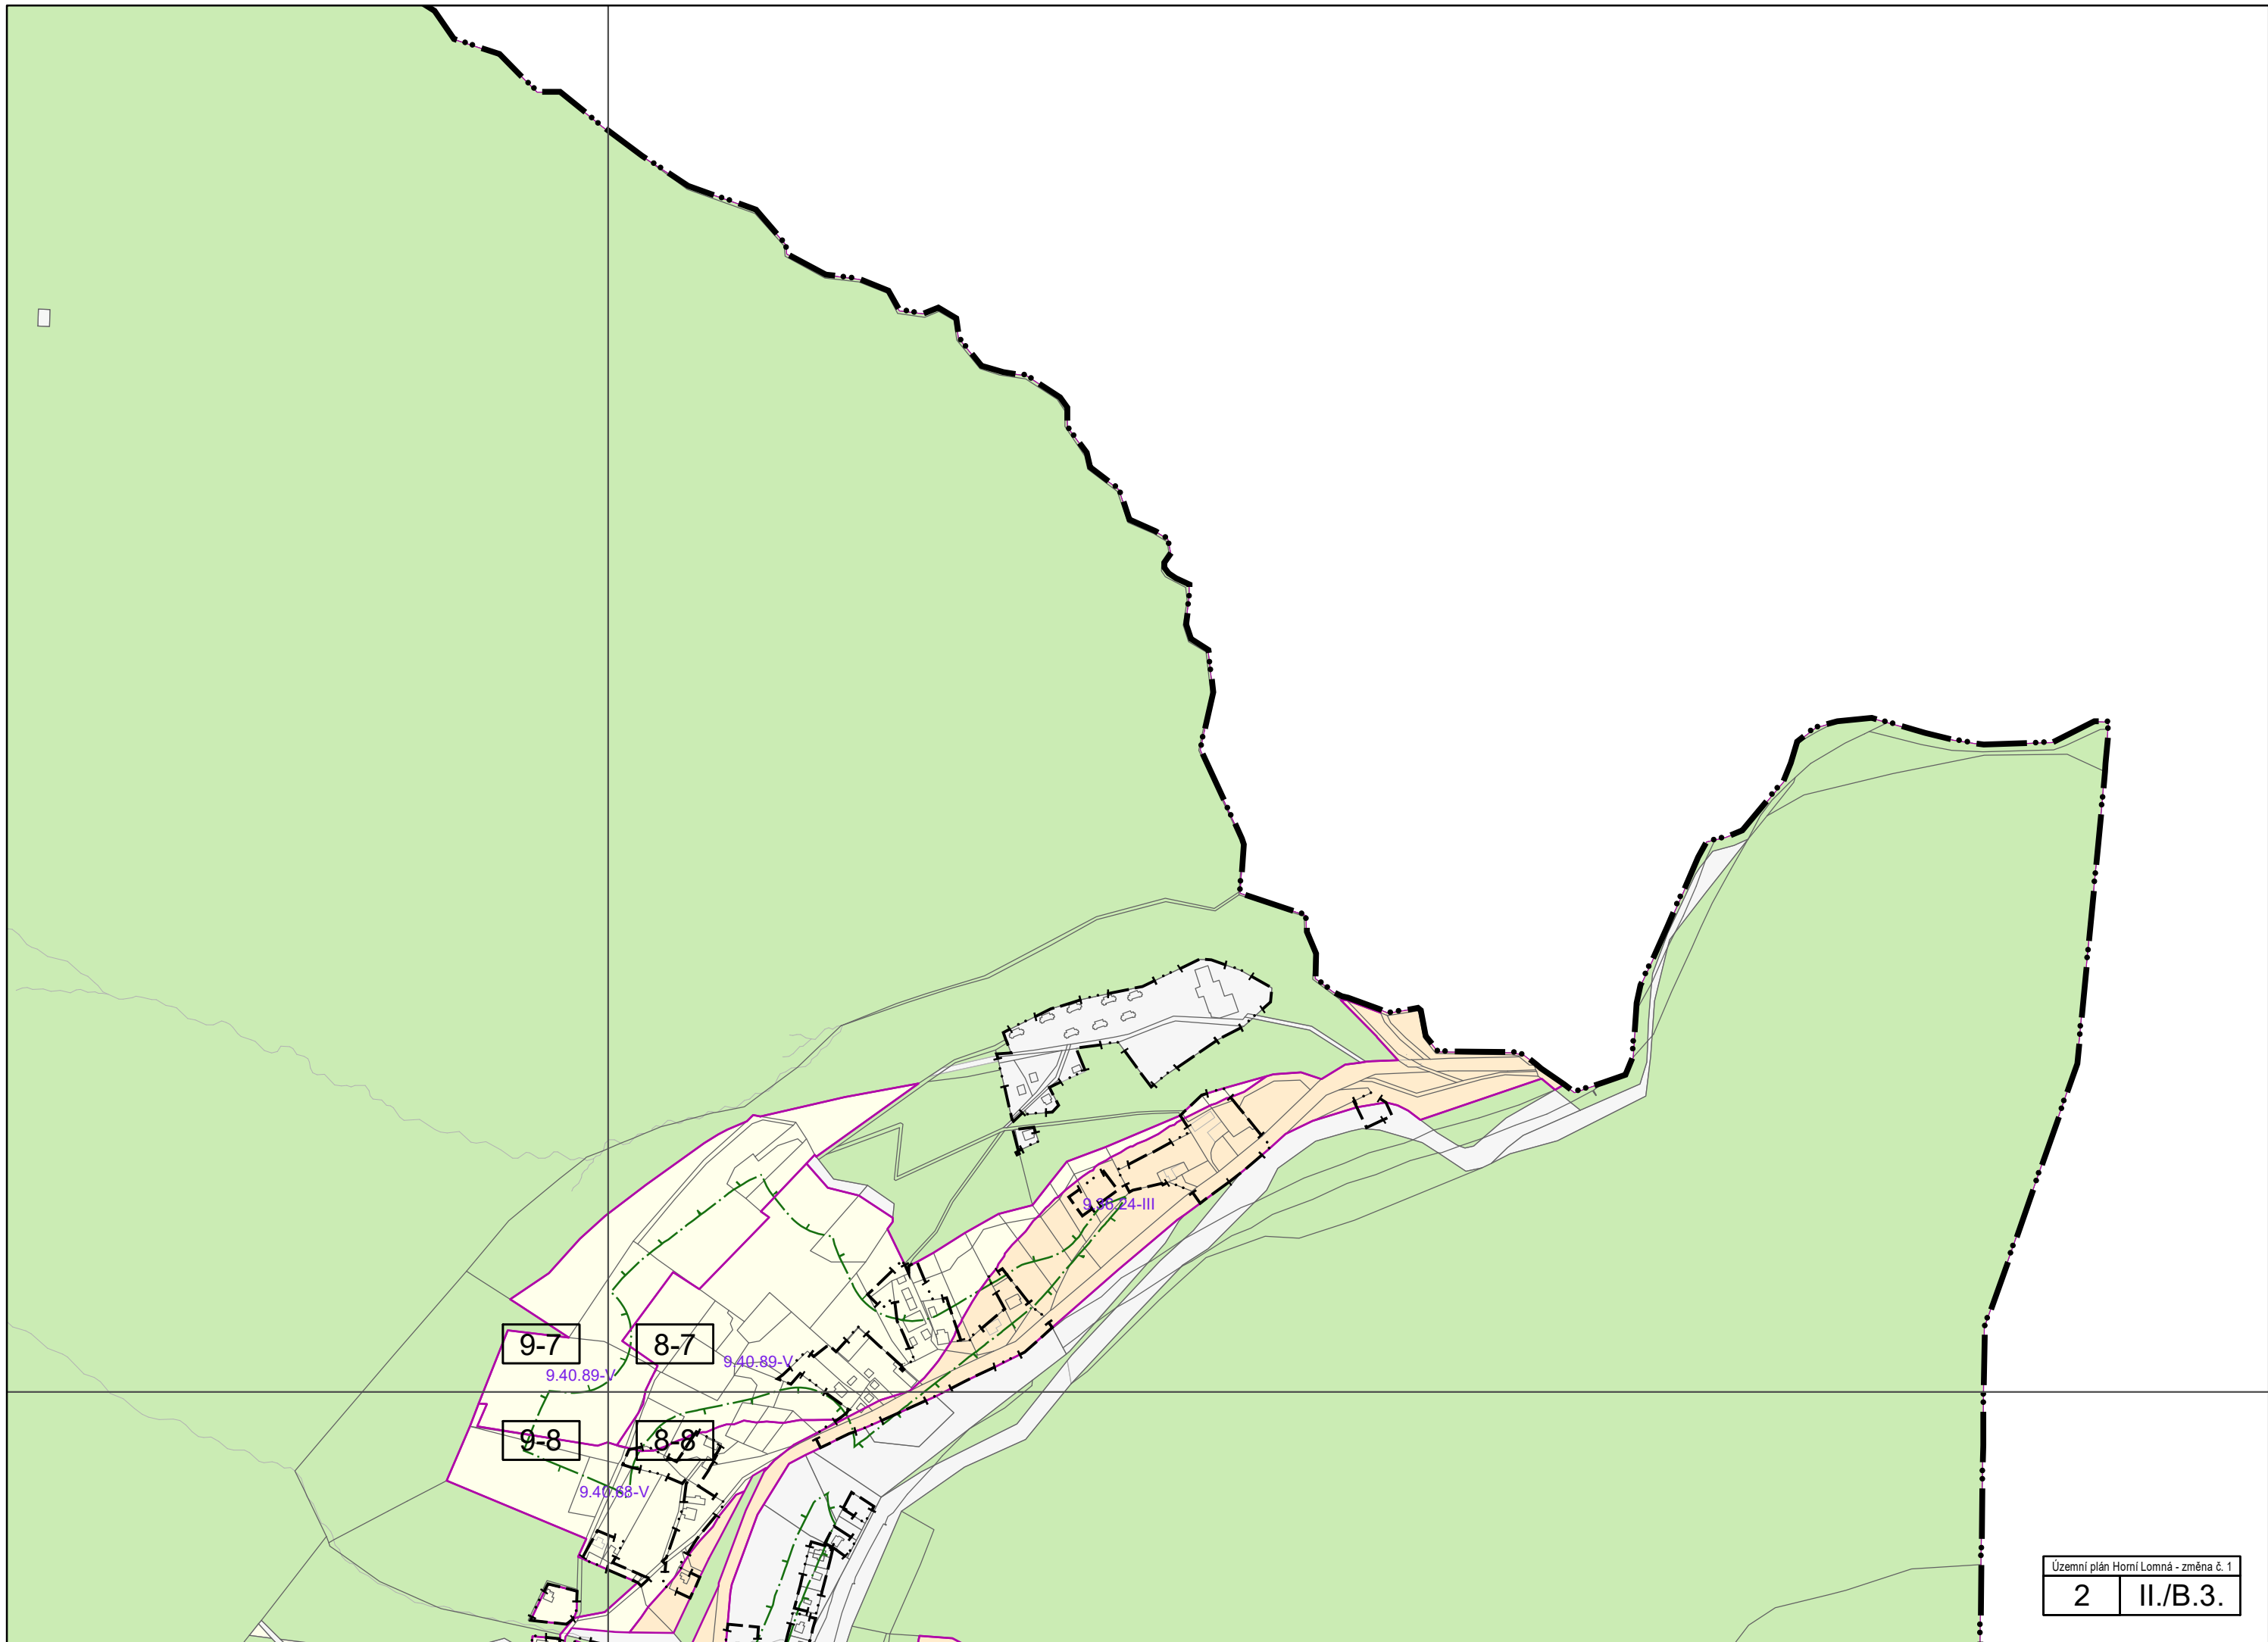 9.38.24-III
9-7
8-7
9.40.89-V
9.40.89-V
9-8
8-8
9.40.68-V
Územní plán Horní Lomná - změna č. 1
2
II./B.3.